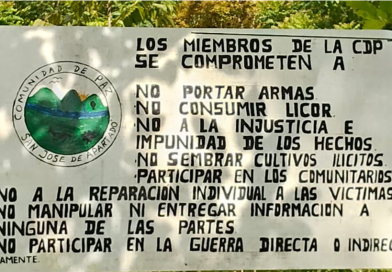 LOS MIEMBROS DE LA CDP
SE COMPROMETEN A
COMUNIDAD DE PAZ
SAN JOSE DE APARTADO
NO PORTAR ARMAS.
NO CONSUMIR LICOR.
NO A LA INJUSTICIA E
IMPUNIDAD DE LOS HECHOS.
NO SEMBRAR CULTIVOS ILICITOS.
PARTICIPAR EN LOS COMUNITARIOS
NO A LA REPARACION INDIVIDUAL A LAS VICTIMAS
NO MANIPULAR NI ENTREGAR INFORMACION A
NINGUNA DE LAS PARTES
NO PARTICIPAR EN LA GUERRA DIRECTA O INDIREC
AMENTE.